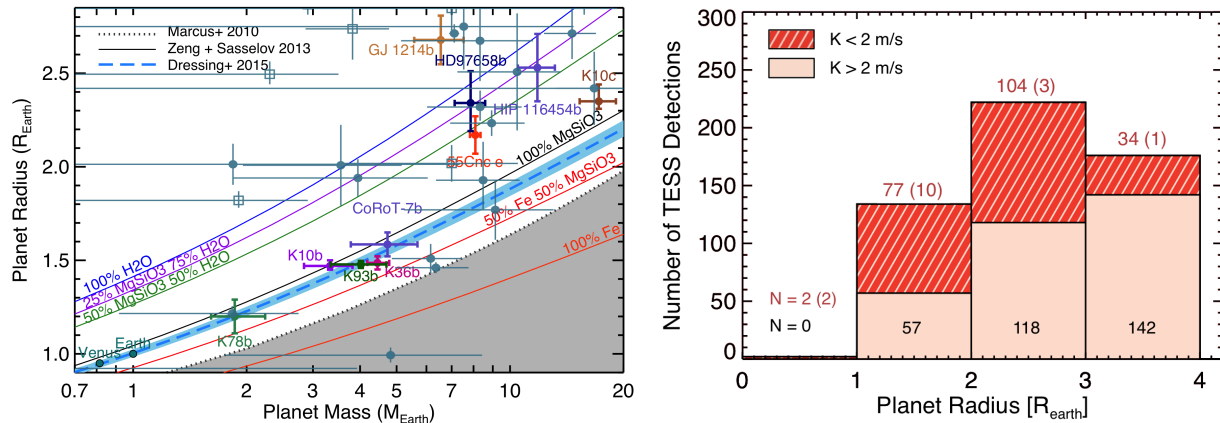 Marcus+ 2010
Zeng + Sasselov 2013
Dressing+ 2015
GJ 1214b
HD97658b
K10c
HIP 116454b
55Cnc e
100% MgSiO3
50% Fe 50% MgSiO3
100% Fe
CoRoT-7b
K10b
K93b
K36b
K78b
100% H2O
25% MgSiO3 75% H2O
50% MgSiO3 50% H2O
Venus
Earth
2.5
2.0
1.5
1.0
0.7
1
2
3
4
5
10
20
Planet Radius (REarth)
Planet Mass (MEarth)
300
250
200
150
100
50
0
K < 2 m/s
K > 2 m/s
104 (3)
34 (1)
77 (10)
N = 2 (2)
N = 0
57
118
142
0
1
2
3
4
Number of TESS Detections
Planet Radius [Rearth]